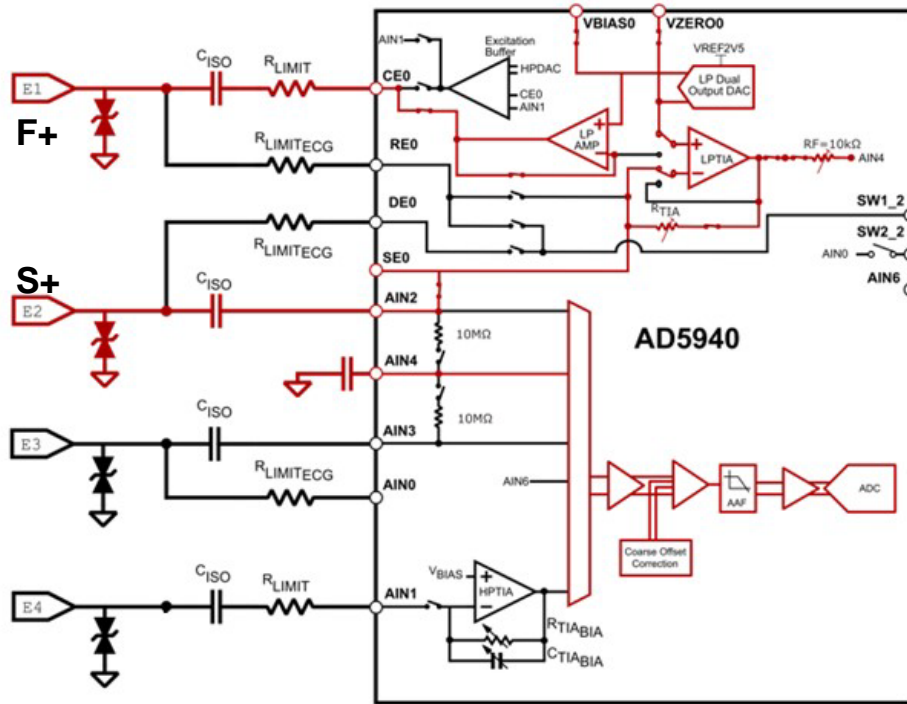 VBIAS0
VZERO0
CISO
RLIMIT
AIN1
Excitation
Buffer
HPDAC
CE0
AIN1
VREF2V5
LP Dual
Output DAC
E1
CE0
F+
LP
AMP
LPTIA
RF=10kΩ
AIN4
RLIMITECG
RE0
DE0
RTIA
SW1_2
SW2_2
AIN0
RLIMITECG
SE0
AIN6
S+
CISO
E2
AIN2
10MΩ
AD5940
AIN4
10MΩ
CISO
E3
AIN3
RLIMITECG
AIN0
AIN6
AAF
ADC
Coarse Offset
Correction
CISO
RLIMIT
VBIAS
HPTIA
E4
AIN1
RTIABIA
CTIABIA